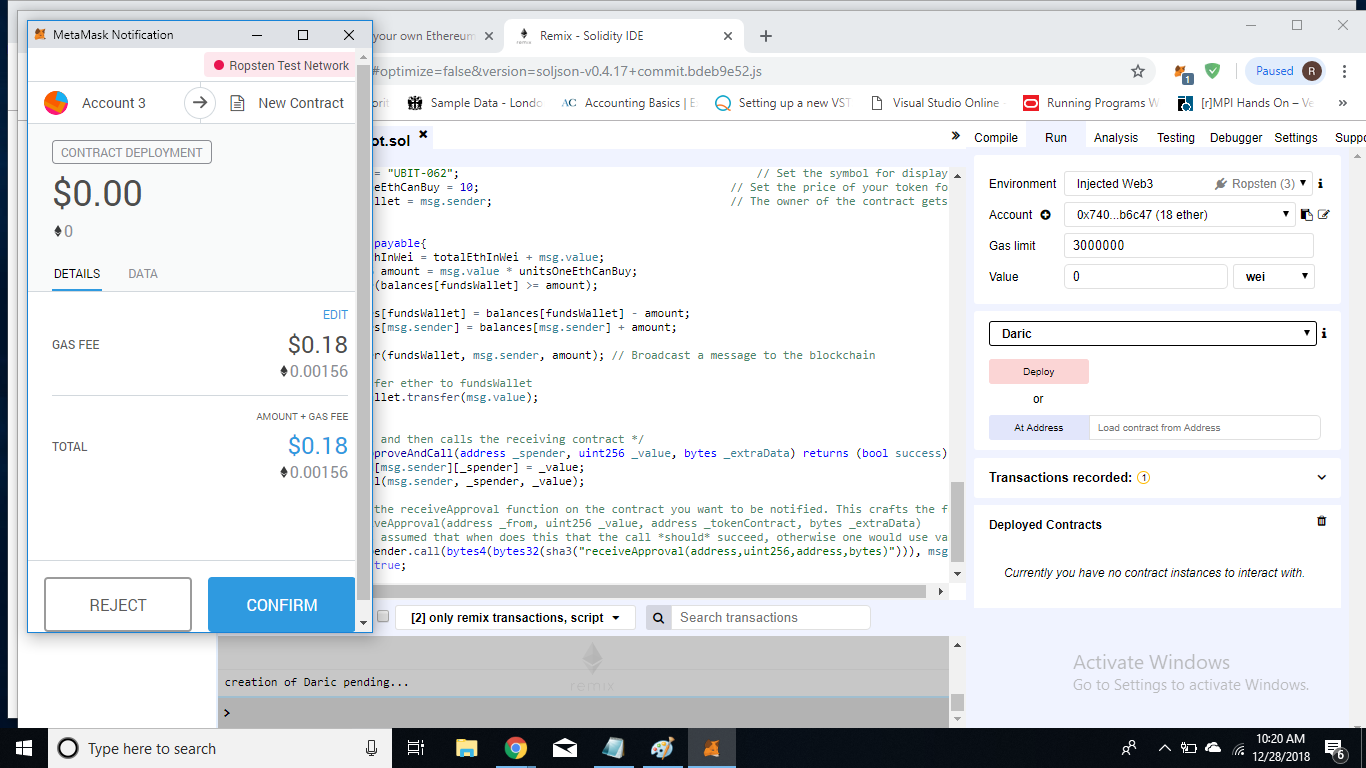 MetaMask Notification
Ropsten Test Network
Account 3
New Contract
CONTRACT DEPLOYMENT
$0.00
0
DETAILS
DATA
EDIT
GAS FEE
$0.18
0.00156
AMOUNT + GAS FEE
TOTAL
$0.18
0.00156
REJECT
CONFIRM
your own Ethereum
Remix - Solidity IDE
#optimize=false&version=soljson-v0.4.17+commit.bdeb9e52.js
1
Paused
R
Sample Data - Londo
AC Accounting Basics | E
Setting up a new VST
Visual Studio Online
Running Programs W
[r]MPI Hands On – Ve
»
ot.sol
»
Compile
Run
Analysis
Testing
Debugger
Settings
Suppo
= "UBIT-062"; // Set the symbol for display
eEthCanBuy = 10; // Set the price of your token fo
llet = msg.sender; // The owner of the contract gets
payable{
hInWei = totalEthInWei + msg.value;
amount = msg.value * unitsOneEthCanBuy;
(balances[fundsWallet] >= amount);
s[fundsWallet] = balances[fundsWallet] - amount;
s[msg.sender] = balances[msg.sender] + amount;
r(fundsWallet, msg.sender, amount); // Broadcast a message to the blockchain
fer ether to fundsWallet
llet.transfer(msg.value);
and then calls the receiving contract */
proveAndCall(address _spender, uint256 _value, bytes _extraData) returns (bool success)
[msg.sender][_spender] = _value;
l(msg.sender, _spender, _value);
the receiveApproval function on the contract you want to be notified. This crafts the f
veApproval(address _from, uint256 _value, address _tokenContract, bytes _extraData)
assumed that when does this that the call *should* succeed, otherwise one would use va
ender.call(bytes4(bytes32(sha3("receiveApproval(address,uint256,address,bytes)"))), msg
true;
[2] only remix transactions, script
Search transactions
remix
creation of Daric pending...
>
Environment
Injected Web3
Ropsten (3)
i
Account
0x740...b6c47 (18 ether)
Gas limit
3000000
Value
0
wei
Daric
i
Deploy
or
At Address
Load contract from Address
Transactions recorded: 1
Deployed Contracts
Currently you have no contract instances to interact with.
Activate Windows
Go to Settings to activate Windows.
Type here to search
10:20 AM
12/28/2018
6